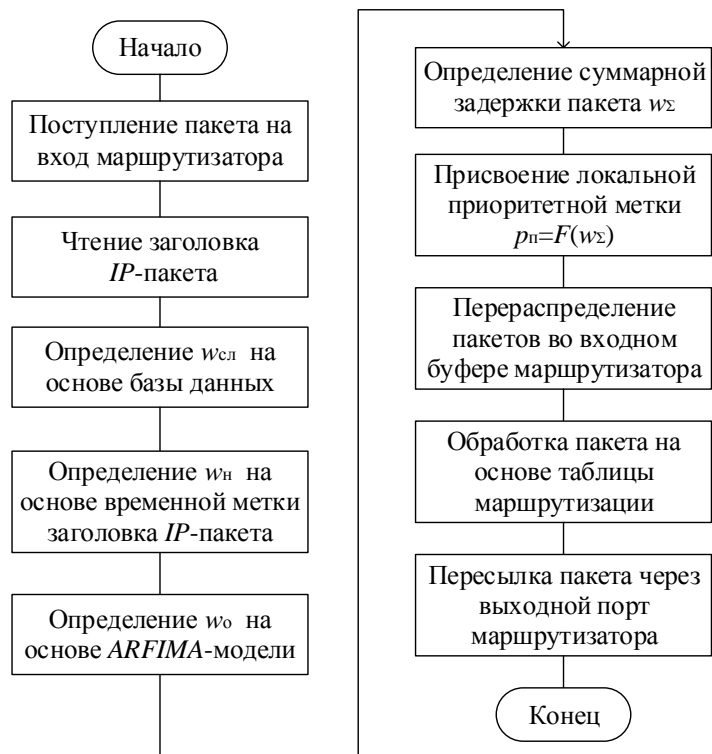 Начало
Поступление пакета на
вход маршрутизатора
Чтение заголовка
IP-пакета
Определение wсл на
основе базы данных
Определение wн на
основе временной метки
заголовка IP-пакета
Определение wо на
основе ARFIMA-модели
Определение суммарной
задержки пакета wΣ
Присвоение локальной
приоритетной метки
pп=F(wΣ)
Перераспределение
пакетов во входном
буфере маршрутизатора
Обработка пакета на
основе таблицы
маршрутизации
Пересылка пакета через
выходной порт
маршрутизатора
Конец